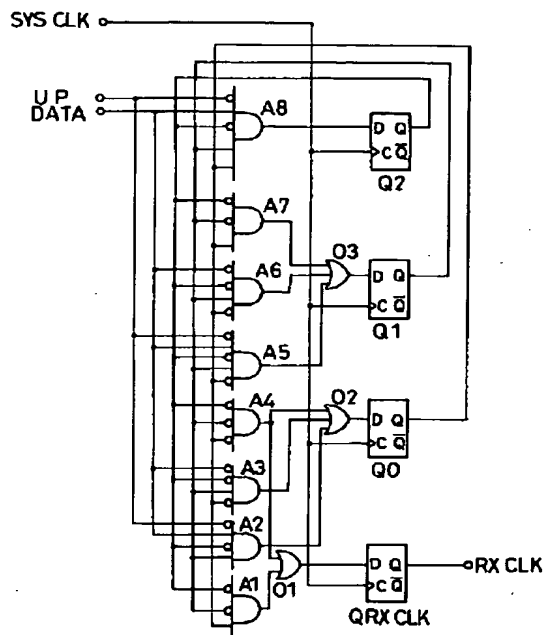 SYS CLK
UP
DATA
A8
D Q
C Q̅
Q2
A7
O3
A6
D Q
C Q̅
Q1
A5
A4
O2
D Q
C Q̅
Q0
A3
A2
D Q
C Q̅
RX CLK
A1
O1
QRX CLK